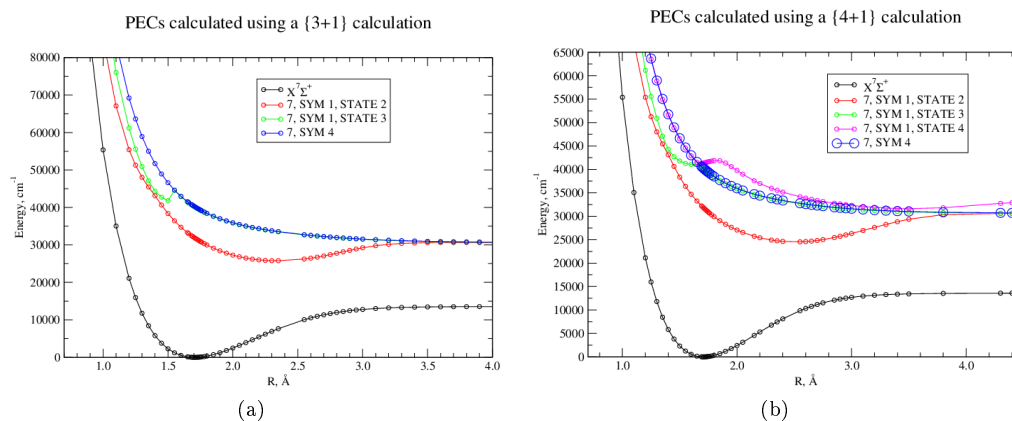 PECs calculated using a {3+1} calculation
80000
70000
60000
50000
40000
30000
20000
10000
0
Energy, cm⁻¹
X⁷Σ⁺
7, SYM 1, STATE 2
7, SYM 1, STATE 3
7, SYM 4
1.0 1.5 2.0 2.5 3.0 3.5 4.0
R, Å
(a)
PECs calculated using a {4+1} calculation
65000
60000
55000
50000
45000
40000
35000
30000
25000
20000
15000
10000
5000
0
Energy, cm⁻¹
X⁷Σ⁺
7, SYM 1, STATE 2
7, SYM 1, STATE 3
7, SYM 1, STATE 4
7, SYM 4
1.0 2.0 3.0 4.0
R, Å
(b)